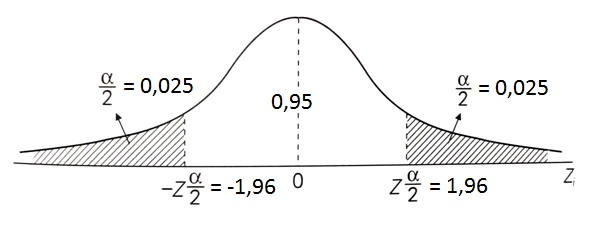 α/2 = 0,025
α/2 = 0,025
0,95
−Zα/2 = -1,96
0
Zα/2 = 1,96
Zᵢ